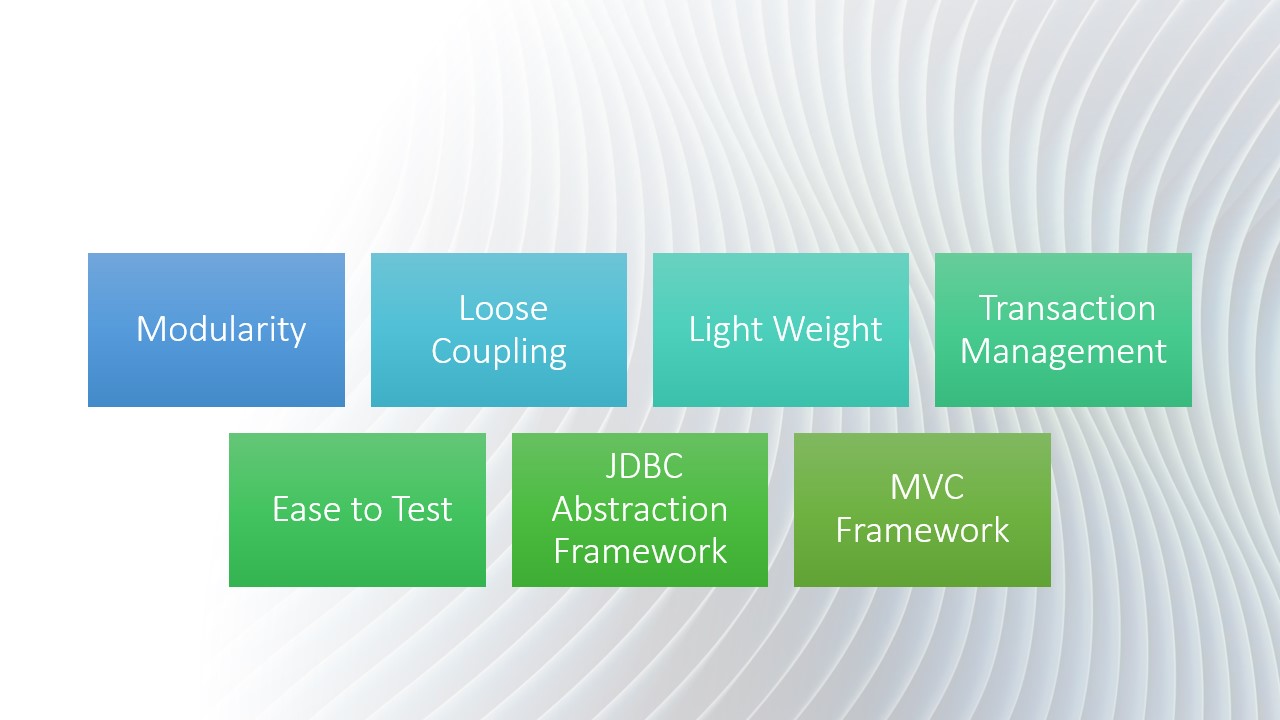 Modularity
Loose
Coupling
Light Weight
Transaction
Management
Ease to Test
JDBC
Abstraction
Framework
MVC
Framework